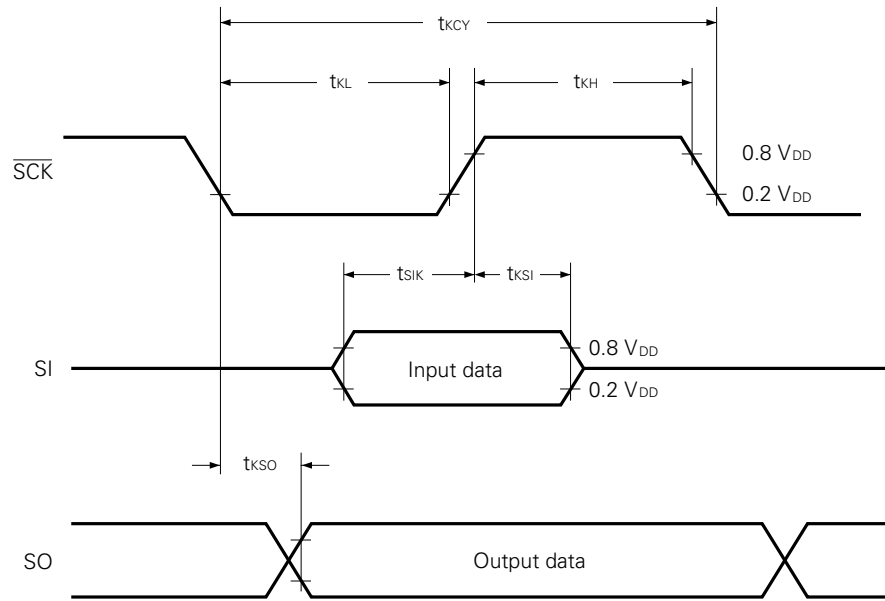 tKCY
tKL
tKH
SCK
0.8 VDD
0.2 VDD
tSIK
tKSI
SI
Input data
0.8 VDD
0.2 VDD
tKSO
SO
Output data